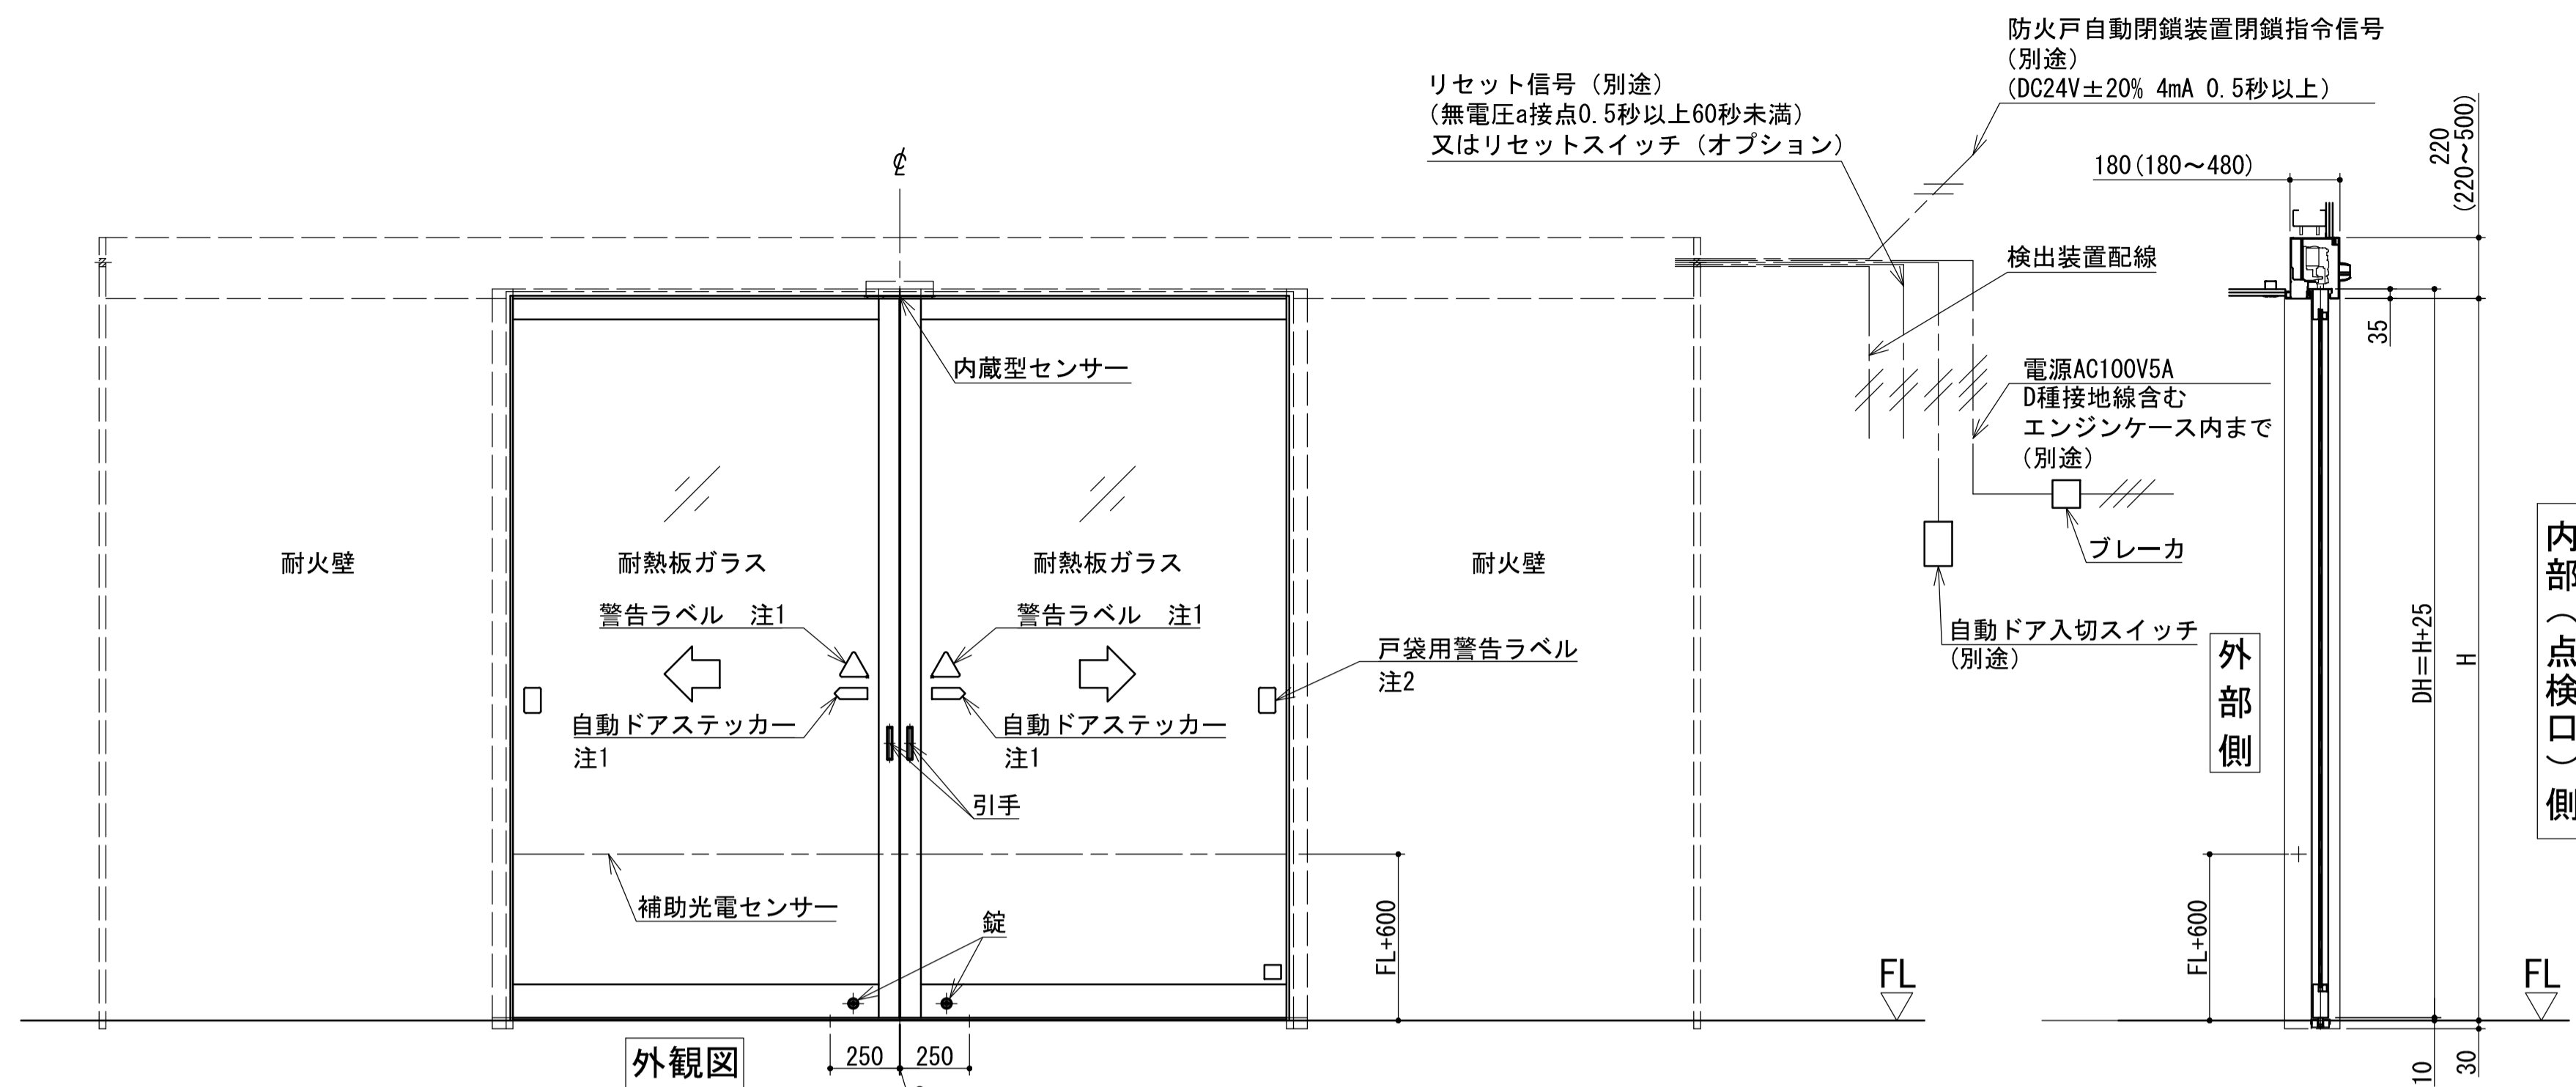 防火戸自動閉鎖装置閉鎖指令信号
(別途)
(DC24V±20% 4mA 0.5秒以上)
リセット信号(別途)
(無電圧a接点0.5秒以上60秒未満)
又はリセットスイッチ(オプション)
220
(220~500)
180(180~480)
検出装置配線
35
内蔵型センサー
電源AC100V5A
D種接地線含む
エンジンケース内まで
(別途)
ブレーカ
耐火壁
耐熱板ガラス
耐熱板ガラス
耐火壁
警告ラベル 注1
警告ラベル 注1
自動ドア入切スイッチ
(別途)
戸袋用警告ラベル
注2
自動ドアステッカー
注1
自動ドアステッカー
注1
引手
外部側
内部(点検口)側
DH=H+25
H
補助光電センサー
錠
FL+600
FL+600
FL
FL
外観図
250
250
10
30